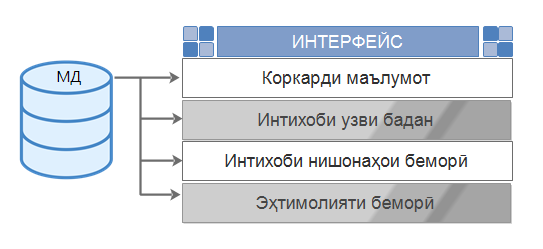 ИНТЕРФЕЙС
МД
Коркарди маълумот
Интихоби узви бадан
Интихоби нишонаҳои беморӣ
Эҳтимолияти беморӣ